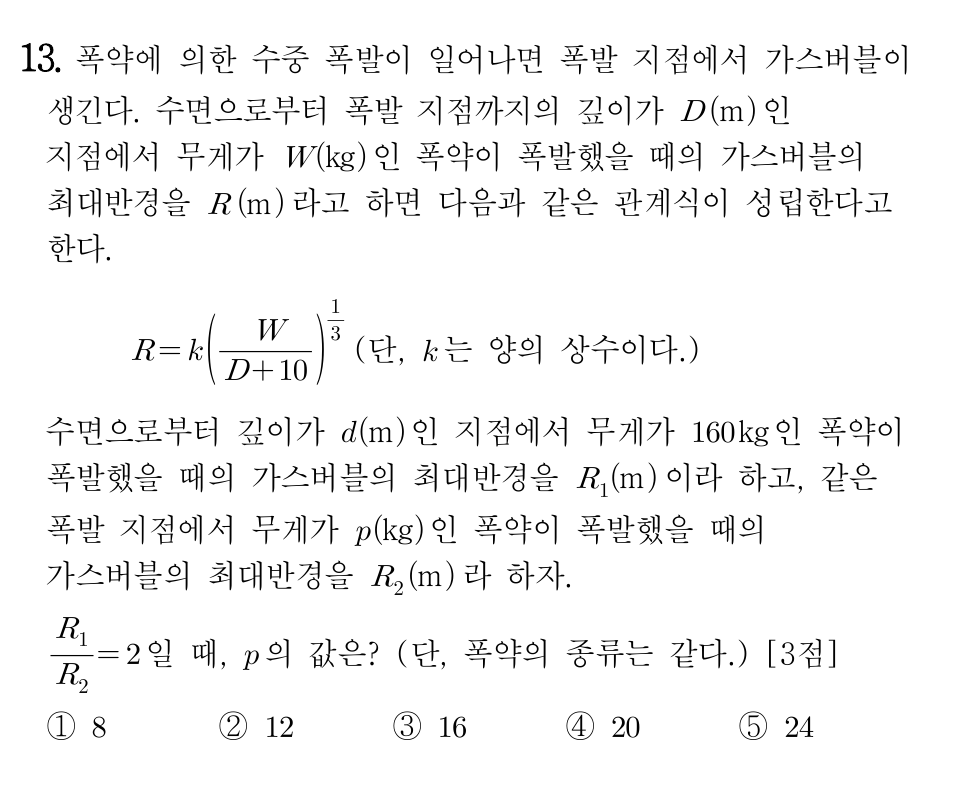 13. 폭약에 의한 수중 폭발이 일어나면 폭발 지점에서 가스버블이
생긴다. 수면으로부터 폭발 지점까지의 깊이가 D(m)인
지점에서 무게가 W(kg)인 폭약이 폭발했을 때의 가스버블의
최대반경을 R(m)라고 하면 다음과 같은 관계식이 성립한다고
한다.
R=k(W/(D+10))^(1/3) (단, k는 양의 상수이다.)
수면으로부터 깊이가 d(m)인 지점에서 무게가 160kg인 폭약이
폭발했을 때의 가스버블의 최대반경을 R₁(m)이라 하고, 같은
폭발 지점에서 무게가 p(kg)인 폭약이 폭발했을 때의
가스버블의 최대반경을 R₂(m)라 하자.
R₁/R₂=2일 때, p의 값은? (단, 폭약의 종류는 같다.) [3점]
① 8 ② 12 ③ 16 ④ 20 ⑤ 24